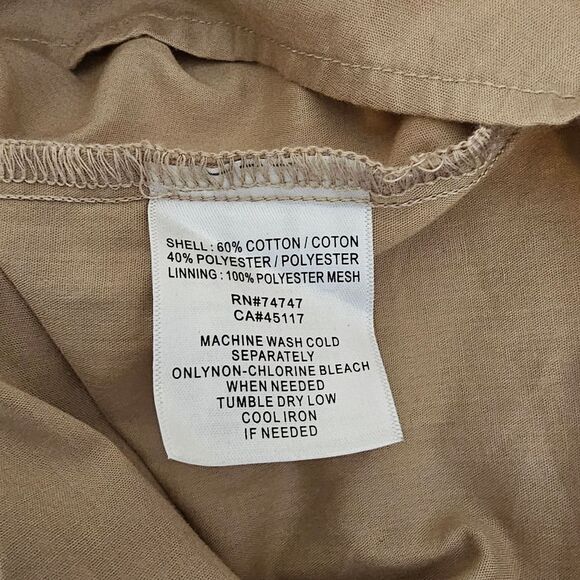 SHELL : 60% COTTON / COTON
40% POLYESTER / POLYESTER
LINNING : 100% POLYESTER MESH
RN#74747
CA#45117
MACHINE WASH COLD
SEPARATELY
ONLYNON-CHLORINE BLEACH
WHEN NEEDED
TUMBLE DRY LOW
COOL IRON
IF NEEDED